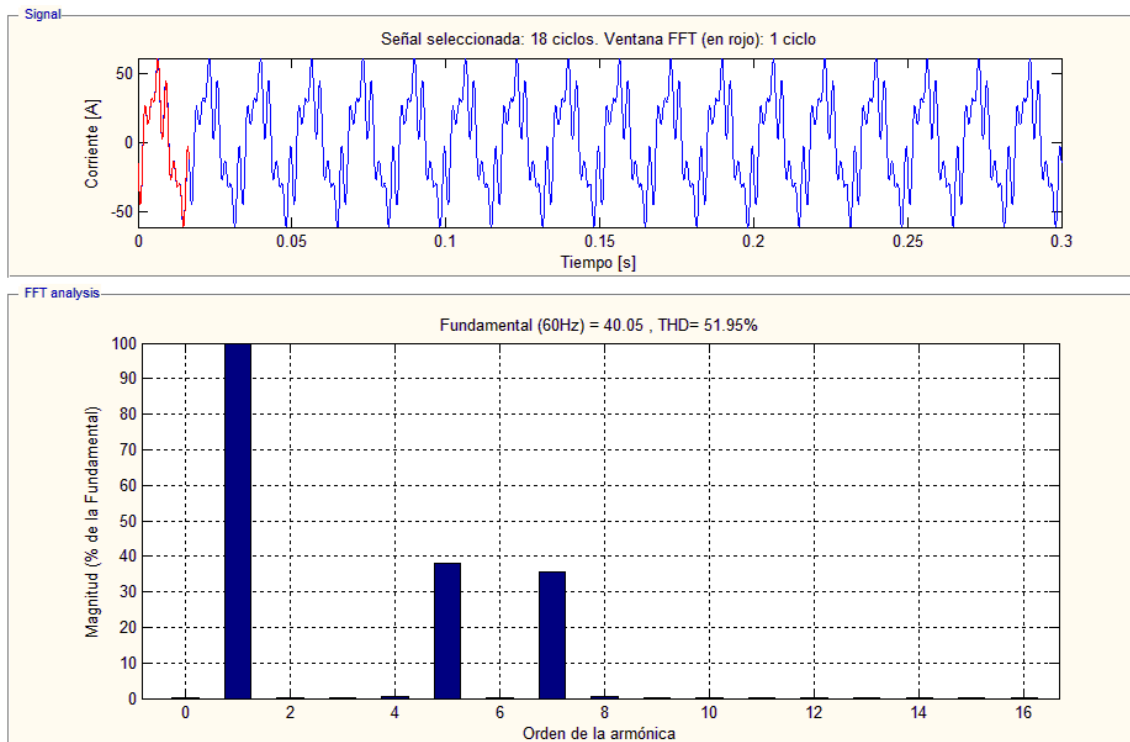 Signal
Señal seleccionada: 18 ciclos. Ventana FFT (en rojo): 1 ciclo
50
0
-50
Corriente [A]
0 0.05 0.1 0.15 0.2 0.25 0.3
Tiempo [s]
FFT analysis
Fundamental (60Hz) = 40.05 , THD= 51.95%
100
90
80
70
60
50
40
30
20
10
0
Magnitud (% de la Fundamental)
0 2 4 6 8 10 12 14 16
Orden de la armónica